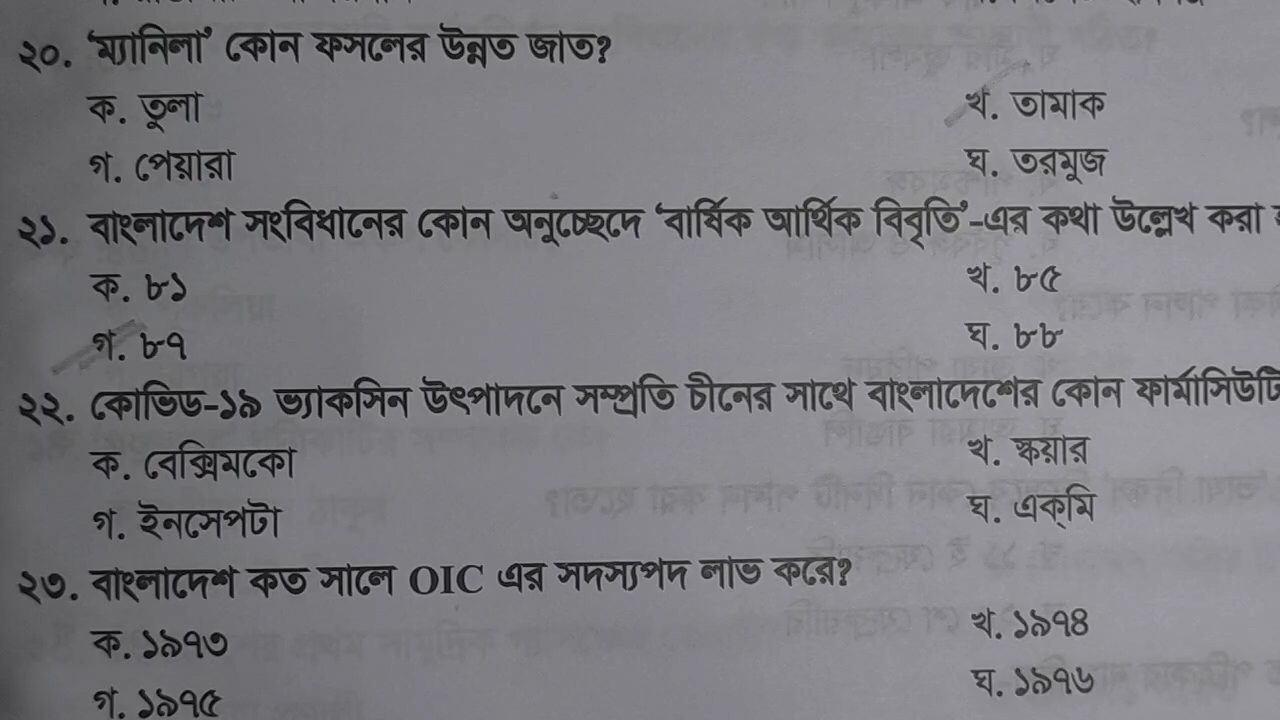 ২০. ‘ম্যানিলা’ কোন ফসলের উন্নত জাত?
ক. তুলা খ. তামাক
গ. পেয়ারা ঘ. তরমুজ
২১. বাংলাদেশ সংবিধানের কোন অনুচ্ছেদে ‘বার্ষিক আর্থিক বিবৃতি’-এর কথা উল্লেখ করা
ক. ৮১ খ. ৮৫
গ. ৮৭ ঘ. ৮৮
২২. কোভিড-১৯ ভ্যাকসিন উৎপাদনে সম্প্রতি চীনের সাথে বাংলাদেশের কোন ফার্মাসিউটি
ক. বেক্সিমকো খ. স্কয়ার
গ. ইনসেপটা ঘ. একমি
২৩. বাংলাদেশ কত সালে OIC এর সদস্যপদ লাভ করে?
ক. ১৯৭৩ খ. ১৯৭৪
গ. ১৯৭৫ ঘ. ১৯৭৬